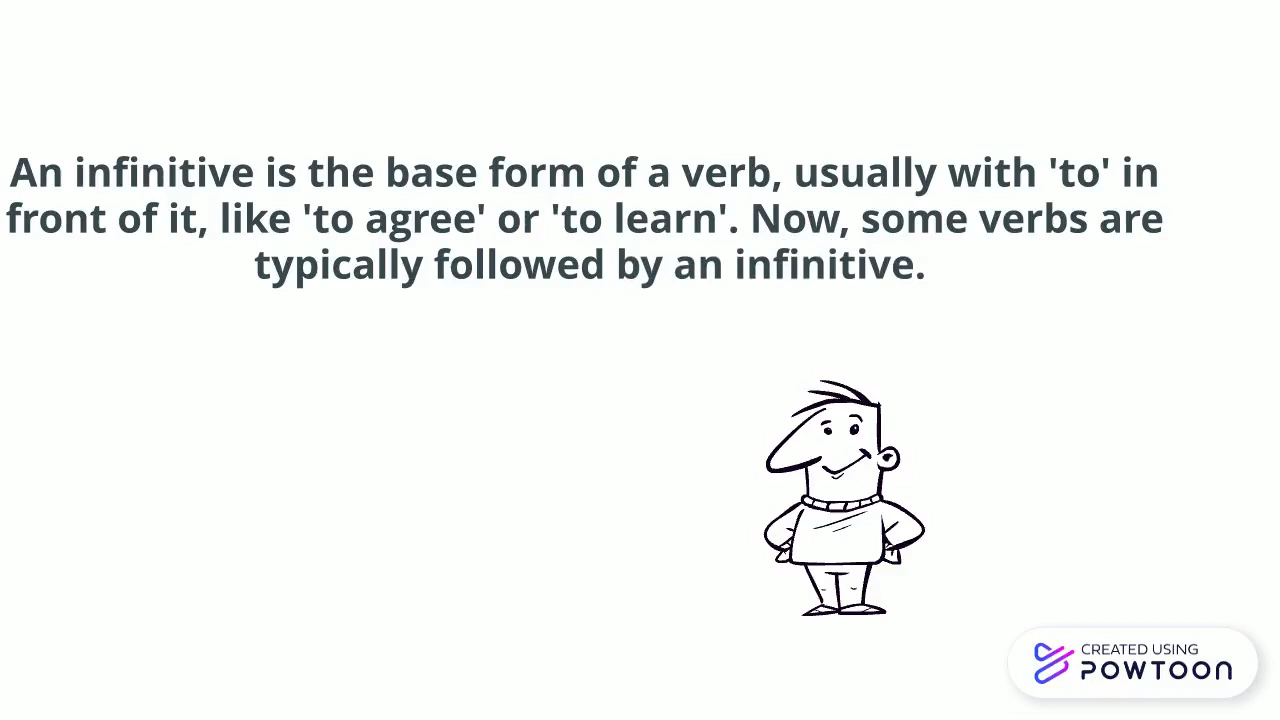 An infinitive is the base form of a verb, usually with 'to' in
front of it, like 'to agree' or 'to learn'. Now, some verbs are
typically followed by an infinitive.
CREATED USING
POWTOON